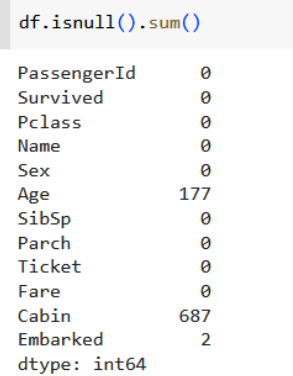 df.isnull().sum()
PassengerId 0
Survived 0
Pclass 0
Name 0
Sex 0
Age 177
SibSp 0
Parch 0
Ticket 0
Fare 0
Cabin 687
Embarked 2
dtype: int64